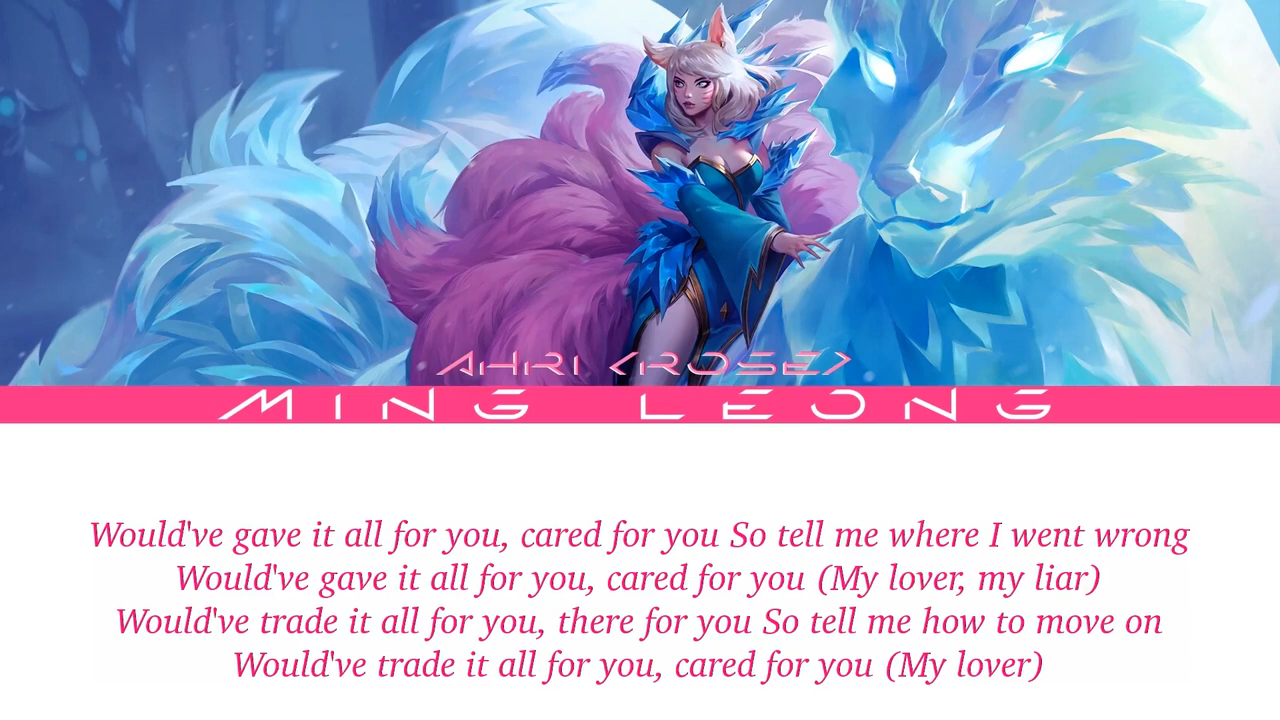 AHRI <ROSE>
MING LEONG
Would've gave it all for you, cared for you So tell me where I went wrong
Would've gave it all for you, cared for you (My lover, my liar)
Would've trade it all for you, there for you So tell me how to move on
Would've trade it all for you, cared for you (My lover)